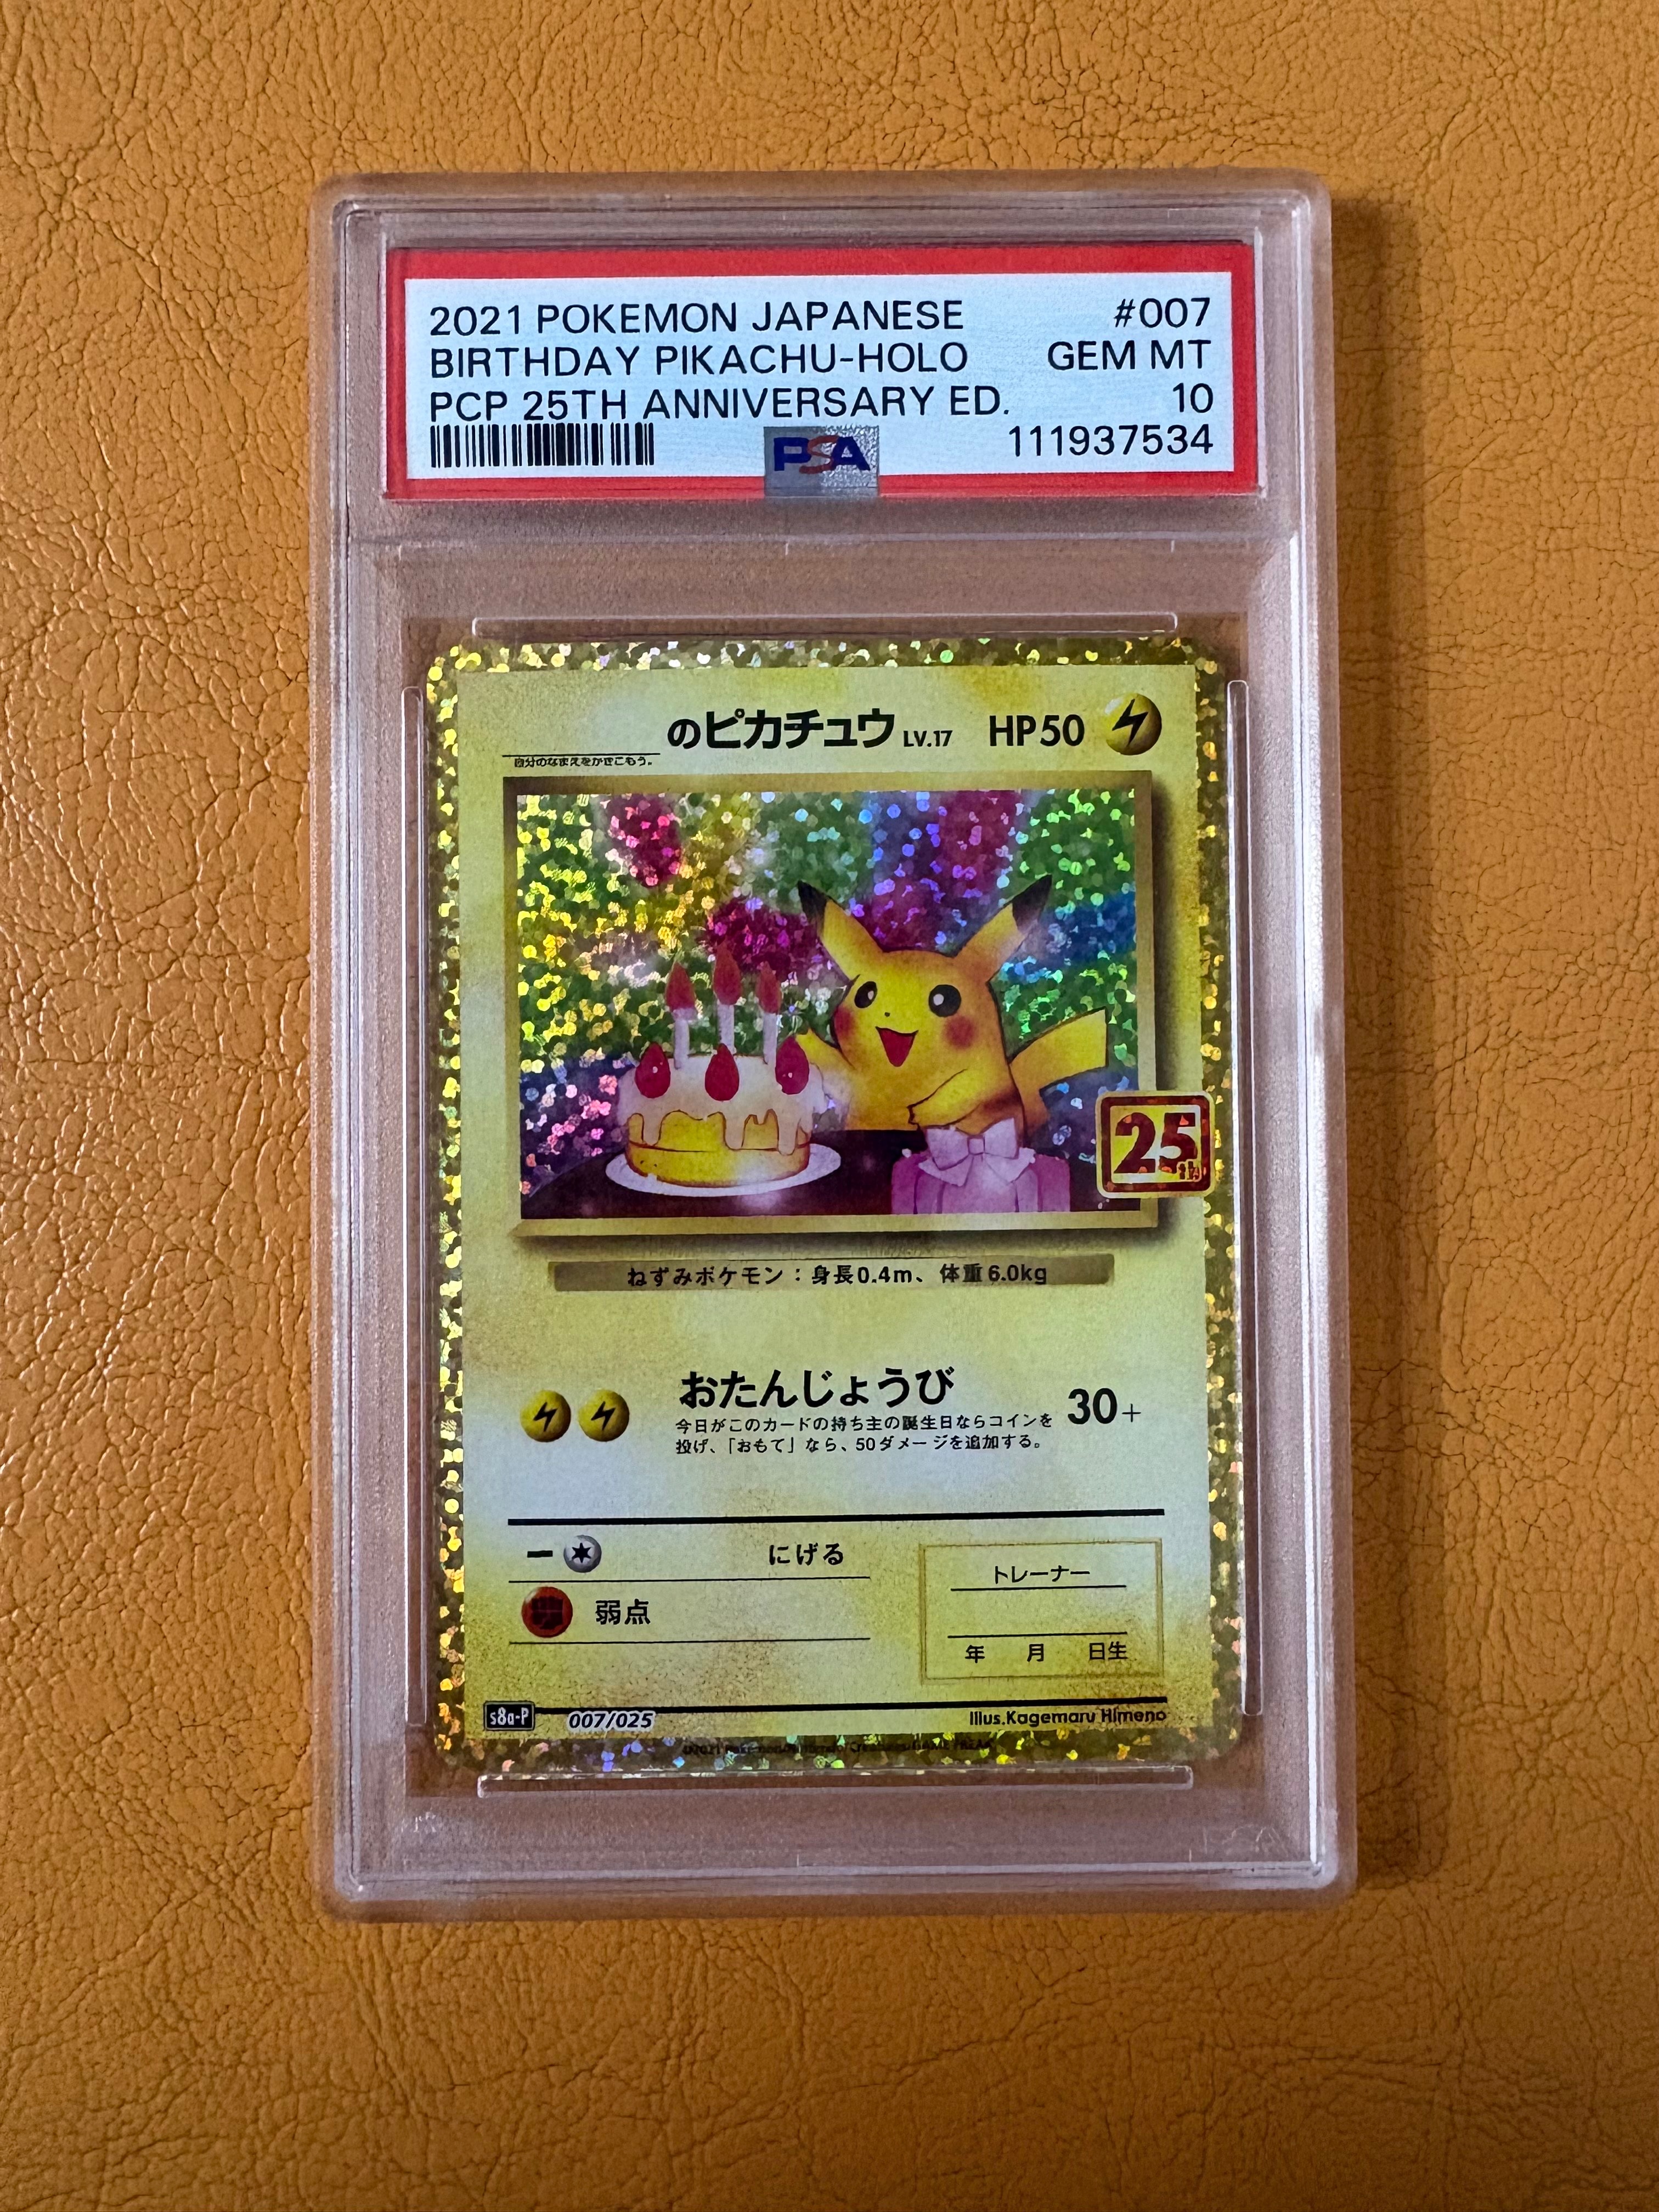 2021 POKEMON JAPANESE #007
BIRTHDAY PIKACHU-HOLO GEM MT
PCP 25TH ANNIVERSARY ED. 10
PSA 111937534
のピカチュウ LV.17 HP50
自分のなまえをかきこもう。
25th
ねずみポケモン：身長0.4m、体重6.0kg
おたんじょうび 30+
今日がこのカードの持ち主の誕生日ならコインを
投げ、「おもて」なら、50ダメージを追加する。
にげる
弱点
トレーナー
年 月 日生
s8a-P 007/025 Illus.Kagemaru Himeno